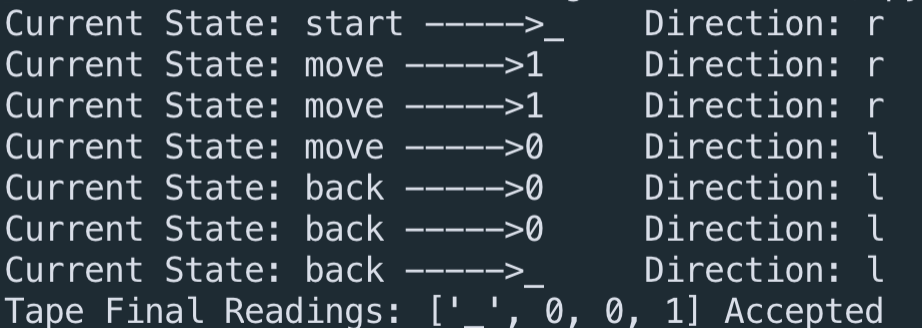 Current State: start ----->_    Direction: r
Current State: move ----->1     Direction: r
Current State: move ----->1     Direction: r
Current State: move ----->0     Direction: l
Current State: back ----->0     Direction: l
Current State: back ----->0     Direction: l
Current State: back ----->_     Direction: l
Tape Final Readings: ['_', 0, 0, 1] Accepted